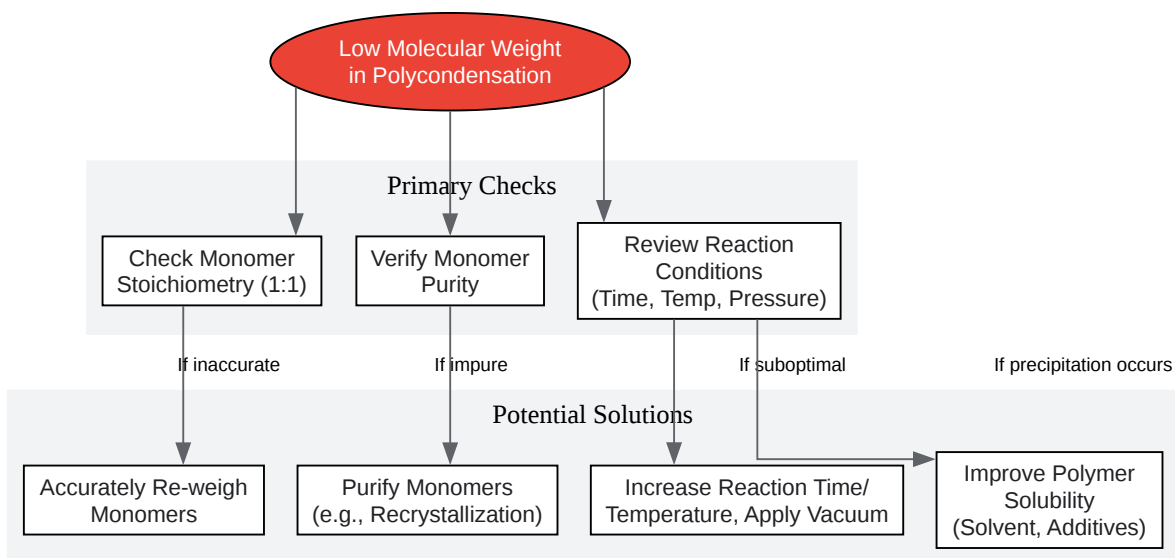 Low Molecular Weight
in Polycondensation
Primary Checks
Check Monomer
Stoichiometry (1:1)
Verify Monomer
Purity
Review Reaction
Conditions
(Time, Temp, Pressure)
If inaccurate
If impure
If suboptimal
If precipitation occurs
Potential Solutions
Accurately Re-weigh
Monomers
Purify Monomers
(e.g., Recrystallization)
Increase Reaction Time/
Temperature, Apply Vacuum
Improve Polymer
Solubility
(Solvent, Additives)